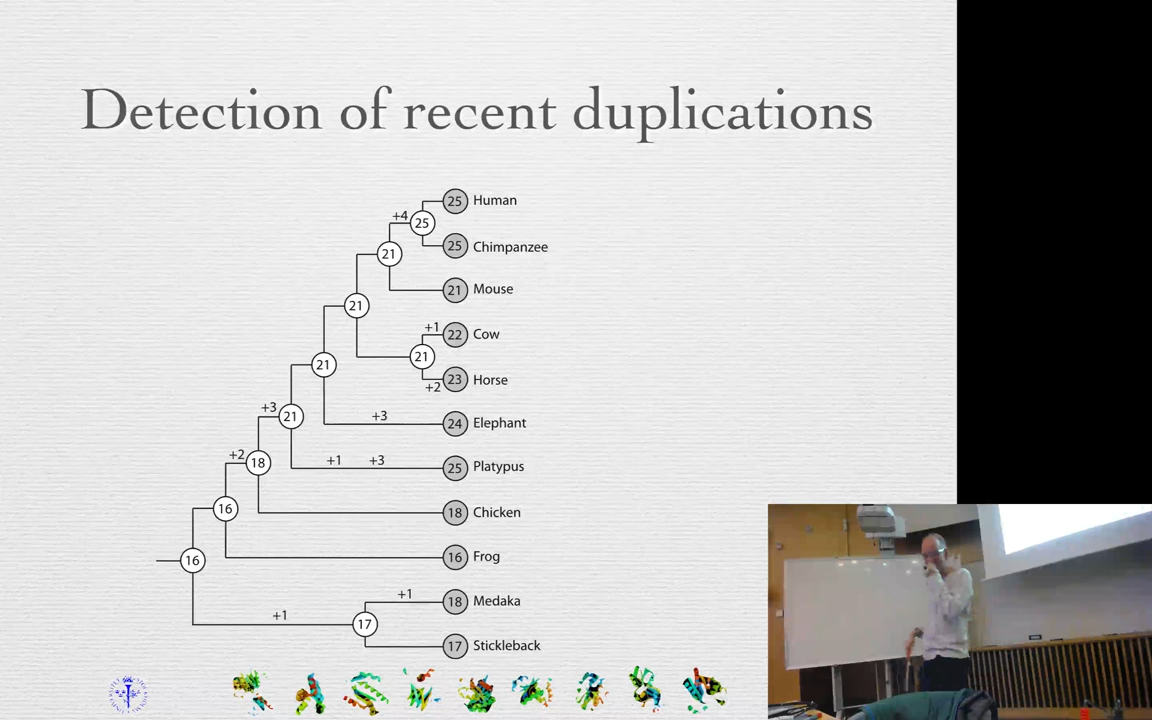 Detection of recent duplications
25 Human
+4 25
25 Chimpanzee
21
21 Mouse
21
+1 22 Cow
21
21
+2 23 Horse
+3 21
+3 24 Elephant
+2 18
+1 +3 25 Platypus
16
18 Chicken
16
16 Frog
+1 18 Medaka
+1 17
17 Stickleback